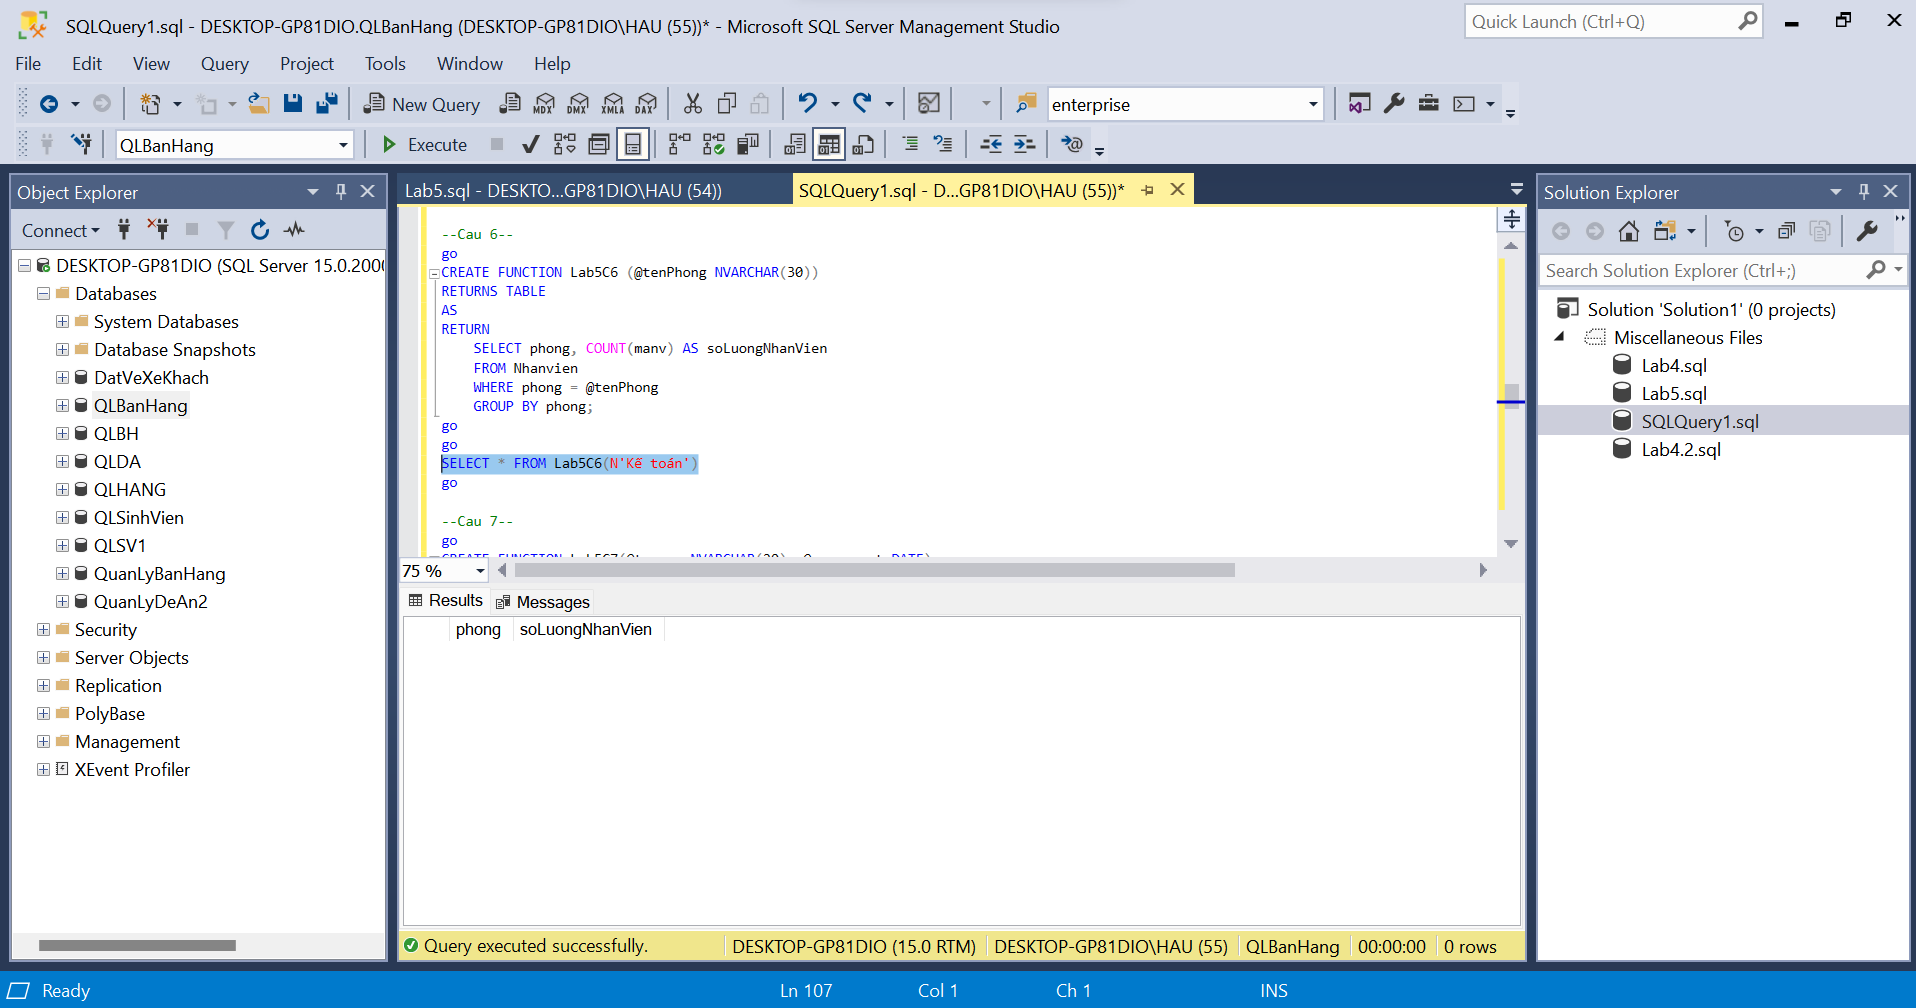 SQLQuery1.sql - DESKTOP-GP81DIO.QLBanHang (DESKTOP-GP81DIO\HAU (55))* - Microsoft SQL Server Management Studio
Quick Launch (Ctrl+Q)
File Edit View Query Project Tools Window Help
New Query MDX DMX XMLA DAX enterprise
QLBanHang Execute
Object Explorer
Connect
DESKTOP-GP81DIO (SQL Server 15.0.2000
Databases
System Databases
Database Snapshots
DatVeXeKhach
QLBanHang
QLBH
QLDA
QLHANG
QLSinhVien
QLSV1
QuanLyBanHang
QuanLyDeAn2
Security
Server Objects
Replication
PolyBase
Management
XEvent Profiler
Lab5.sql - DESKTO...GP81DIO\HAU (54)) SQLQuery1.sql - D...GP81DIO\HAU (55))*
--Cau 6--
go
CREATE FUNCTION Lab5C6 (@tenPhong NVARCHAR(30))
RETURNS TABLE
AS
RETURN
SELECT phong, COUNT(manv) AS soLuongNhanVien
FROM Nhanvien
WHERE phong = @tenPhong
GROUP BY phong;
go
go
SELECT * FROM Lab5C6(N'Kế toán')
go
--Cau 7--
go
75 %
Results Messages
phong soLuongNhanVien
Query executed successfully. DESKTOP-GP81DIO (15.0 RTM) DESKTOP-GP81DIO\HAU (55) QLBanHang 00:00:00 0 rows
Solution Explorer
Search Solution Explorer (Ctrl+;)
Solution 'Solution1' (0 projects)
Miscellaneous Files
Lab4.sql
Lab5.sql
SQLQuery1.sql
Lab4.2.sql
Ready Ln 107 Col 1 Ch 1 INS